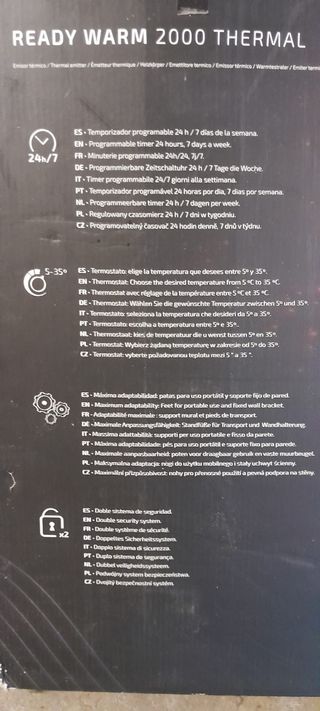 READY WARM 2000 THERMAL
Emisor térmico / Thermal emitter / Émetteur thermique / Heizkörper / Emettitore termico / Emissor térmico / Warmtestraler / Emiter
24h/7
ES - Temporizador programable 24 h / 7 días de la semana.
EN - Programmable timer 24 hours, 7 days a week.
FR - Minuterie programmable 24h/24, 7j/7.
DE - Programmierbare Zeitschaltuhr 24 h / 7 Tage die Woche.
IT - Timer programmabile 24/7 giorni alla settimana.
PT - Temporizador programável 24 horas por dia, 7 dias por semana.
NL - Programmeerbare timer 24 h / 7 dagen per week.
PL - Regulowany czasomierz 24 h / 7 dni w tygodniu.
CZ - Programovatelný časovač 24 hodin denně, 7 dnů v týdnu.
5-35º
ES - Termostato: elige la temperatura que desees entre 5º y 35º.
EN - Thermostat: Choose the desired temperature from 5 ºC to 35 ºC.
FR - Thermostat avec réglage de la température entre 5 ºC et 35 ºC.
DE - Thermostat: Wählen Sie die gewünschte Temperatur zwischen 5º und 35º.
IT - Termostato: seleziona la temperatura che desideri da 5º a 35º.
PT - Termostato: escolha a temperatura entre 5º e 35º.
NL - Thermostaat: kies de temperatuur die u wenst tussen 5º en 35º.
PL - Termostat: Wybierz żądaną temperaturę w zakresie od 5º do 35º.
CZ - Termostat: vyberte požadovanou teplotu mezi 5 ° a 35 °.
ES - Máxima adaptabilidad: patas para uso portátil y soporte fijo de pared.
EN - Maximum adaptability: Feet for portable use and fixed wall bracket.
FR - Adaptabilité maximale : support mural et pieds de transport.
DE - Maximale Anpassungsfähigkeit: Standfüße für Transport und Wandhalterung.
IT - Massima adattabilità: supporti per uso portatile e fisso da parete.
PT - Máxima adaptabilidade: pés para uso portátil e suporte fixo para parede.
NL - Maximale aanpasbaarheid: poten voor draagbaar gebruik en vaste muurbeugel.
PL - Maksymalna adaptacja: nogi do użytku mobilnego i stały uchwyt ścienny.
CZ - Maximální přizpůsobivost: nohy pro přenosné použití a pevná podpora na stěny.
x2
ES - Doble sistema de seguridad.
EN - Double security system.
FR - Double système de sécurité.
DE - Doppeltes Sicherheitssystem.
IT - Doppio sistema di sicurezza.
PT - Duplo sistema de segurança.
NL - Dubbel veiligheidssysteem.
PL - Podwójny system bezpieczeństwa.
CZ - Dvojitý bezpečnostní systém.